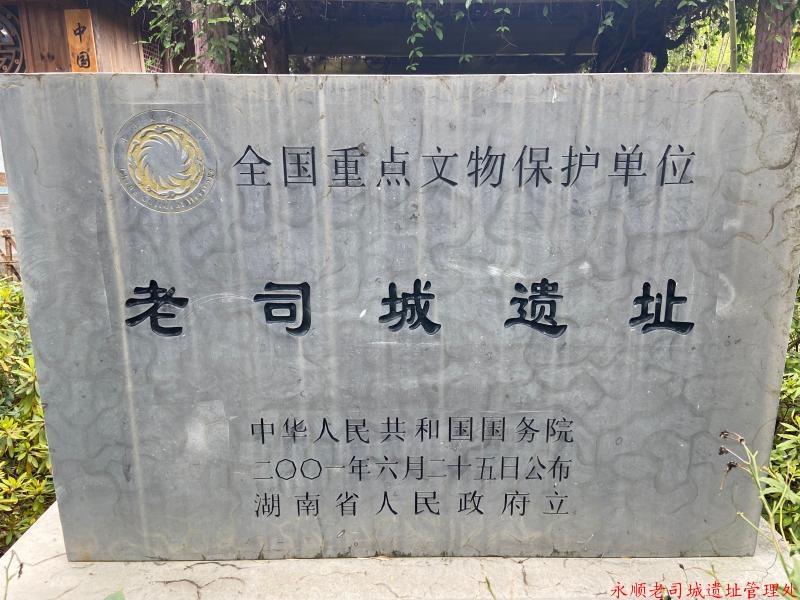 中国
全国重点文物保护单位
老司城遗址
中华人民共和国国务院
二〇〇一年六月二十五日公布
湖南省人民政府立
永顺老司城遗址管理处